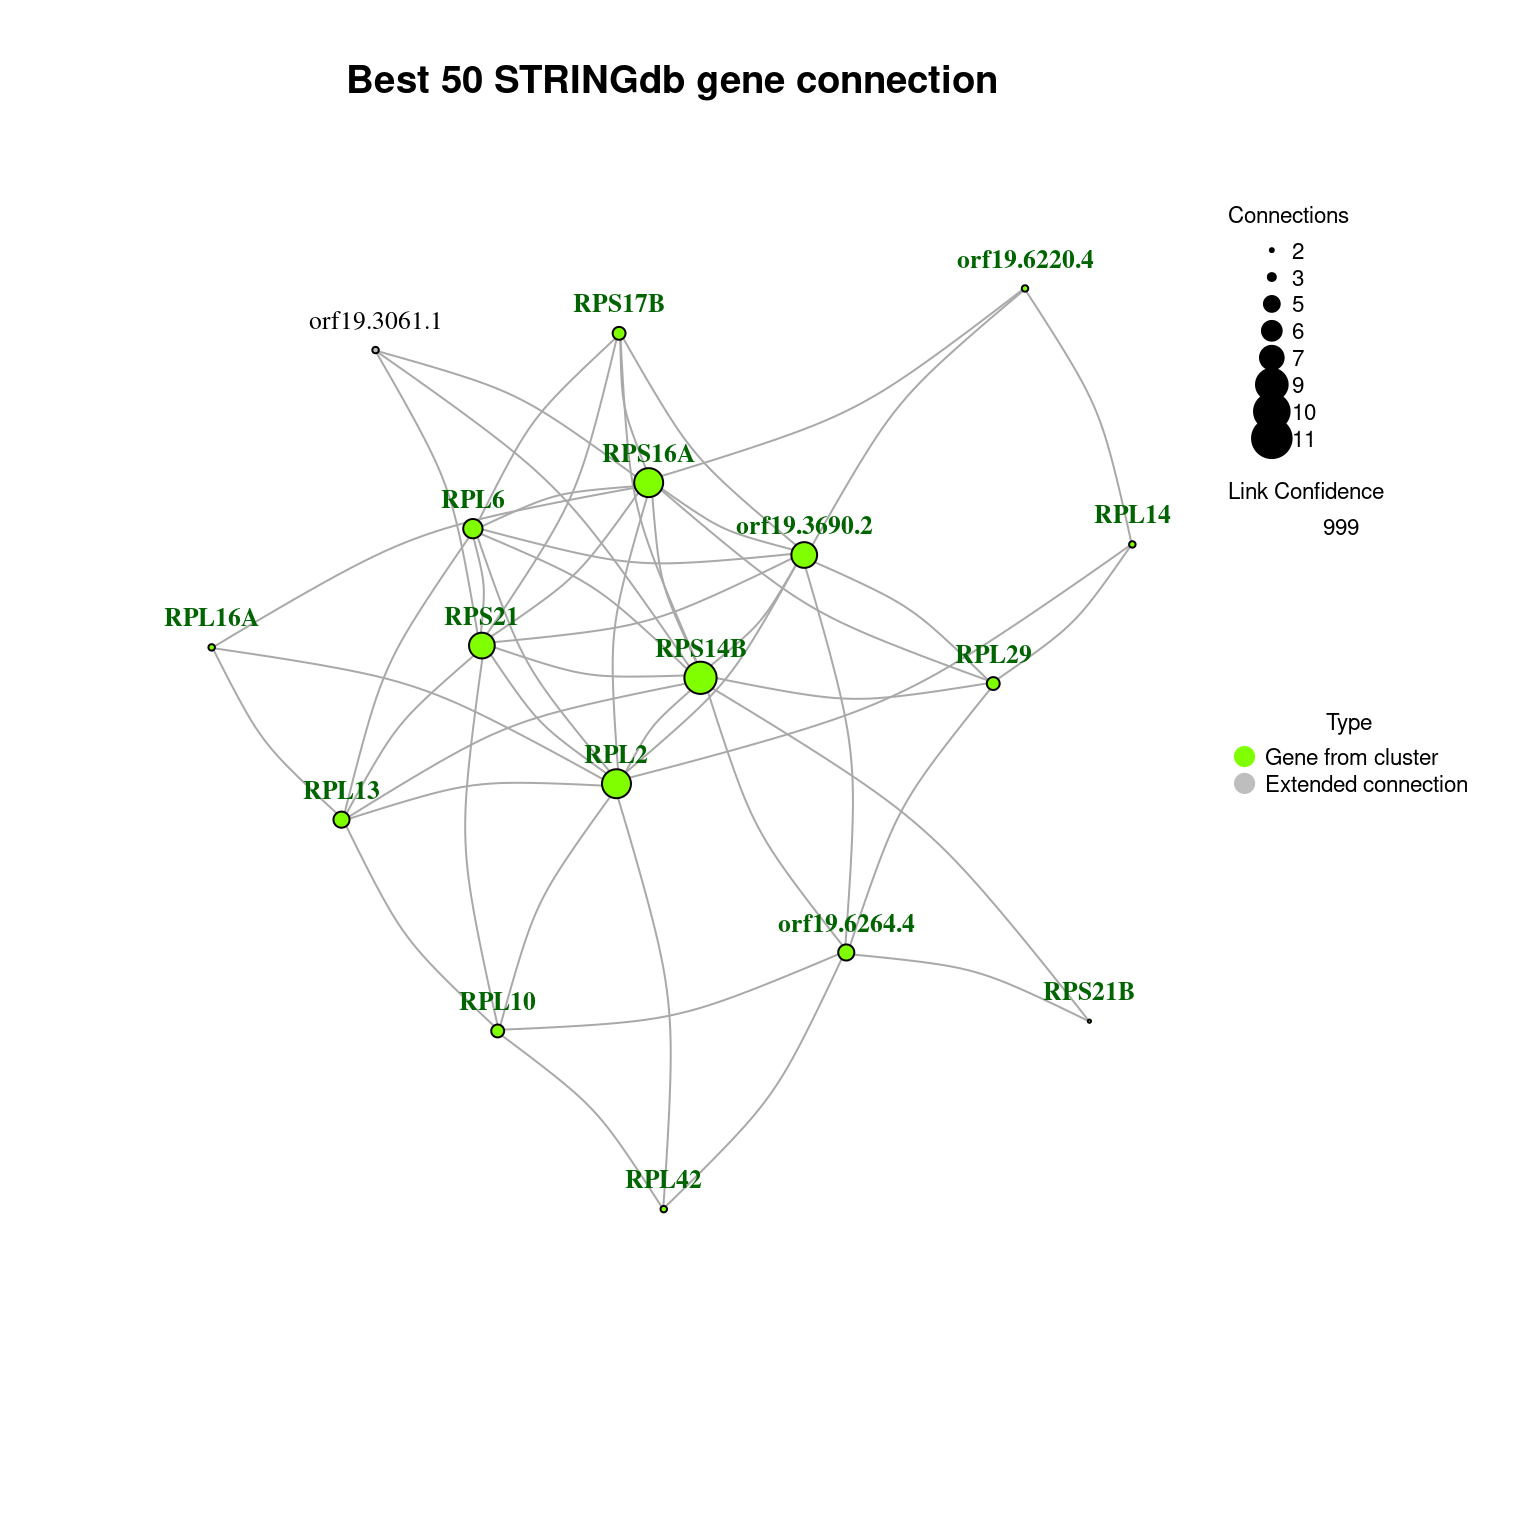 Best 50 STRINGdb gene connection
Connections
2
3
5
6
7
9
10
11
Link Confidence
999
Type
Gene from cluster
Extended connection
orf19.6220.4
RPS17B
orf19.3061.1
RPS16A
RPL6
RPL14
orf19.3690.2
RPL16A
RPS21
RPS14B
RPL29
RPL2
RPL13
orf19.6264.4
RPS21B
RPL10
RPL42